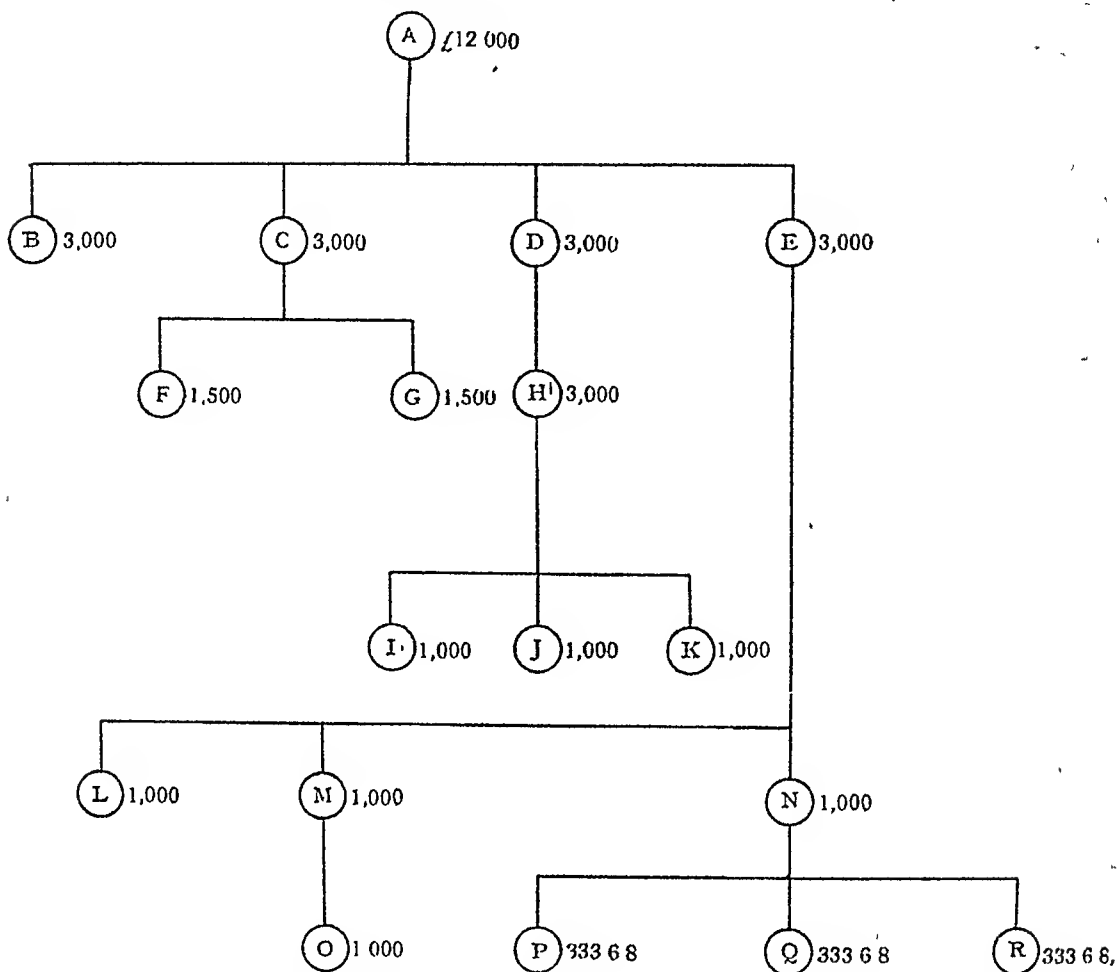 A £12 000
B 3,000 C 3,000 D 3,000 E 3,000
F 1,500 G 1,500 H 3,000
I 1,000 J 1,000 K 1,000
L 1,000 M 1,000 N 1,000
O 1 000 P 333 6 8 Q 333 6 8 R 333 6 8,